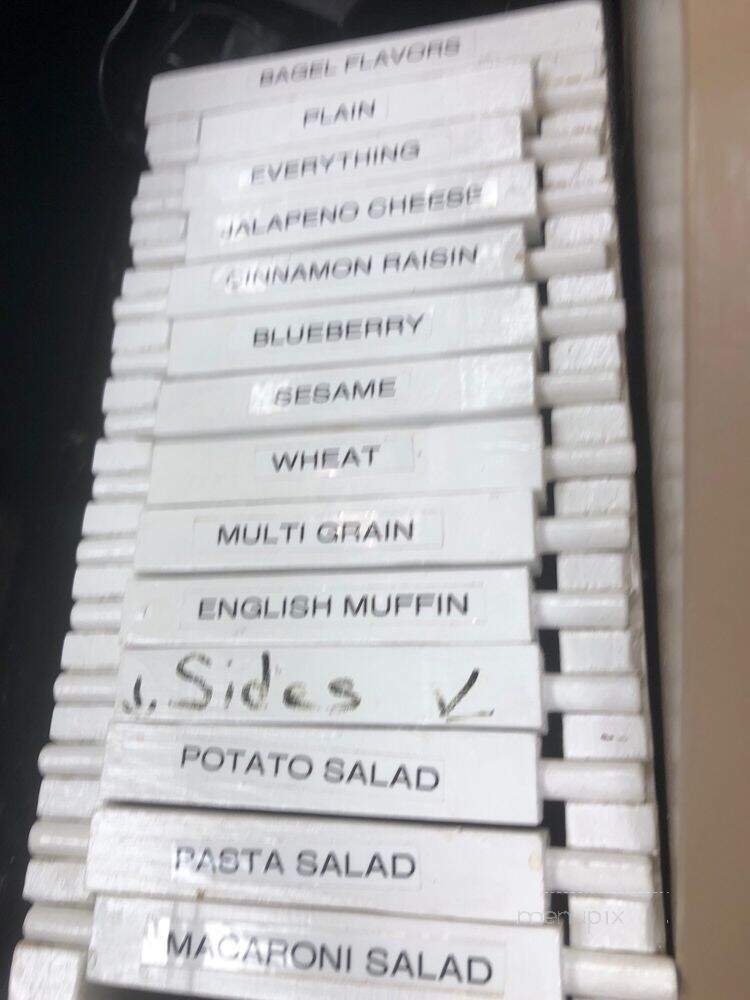 BAGEL FLAVORS
PLAIN
EVERYTHING
JALAPENO CHEESE
CINNAMON RAISIN
BLUEBERRY
SESAME
WHEAT
MULTI GRAIN
ENGLISH MUFFIN
Sides
POTATO SALAD
PASTA SALAD
MACARONI SALAD
menupix